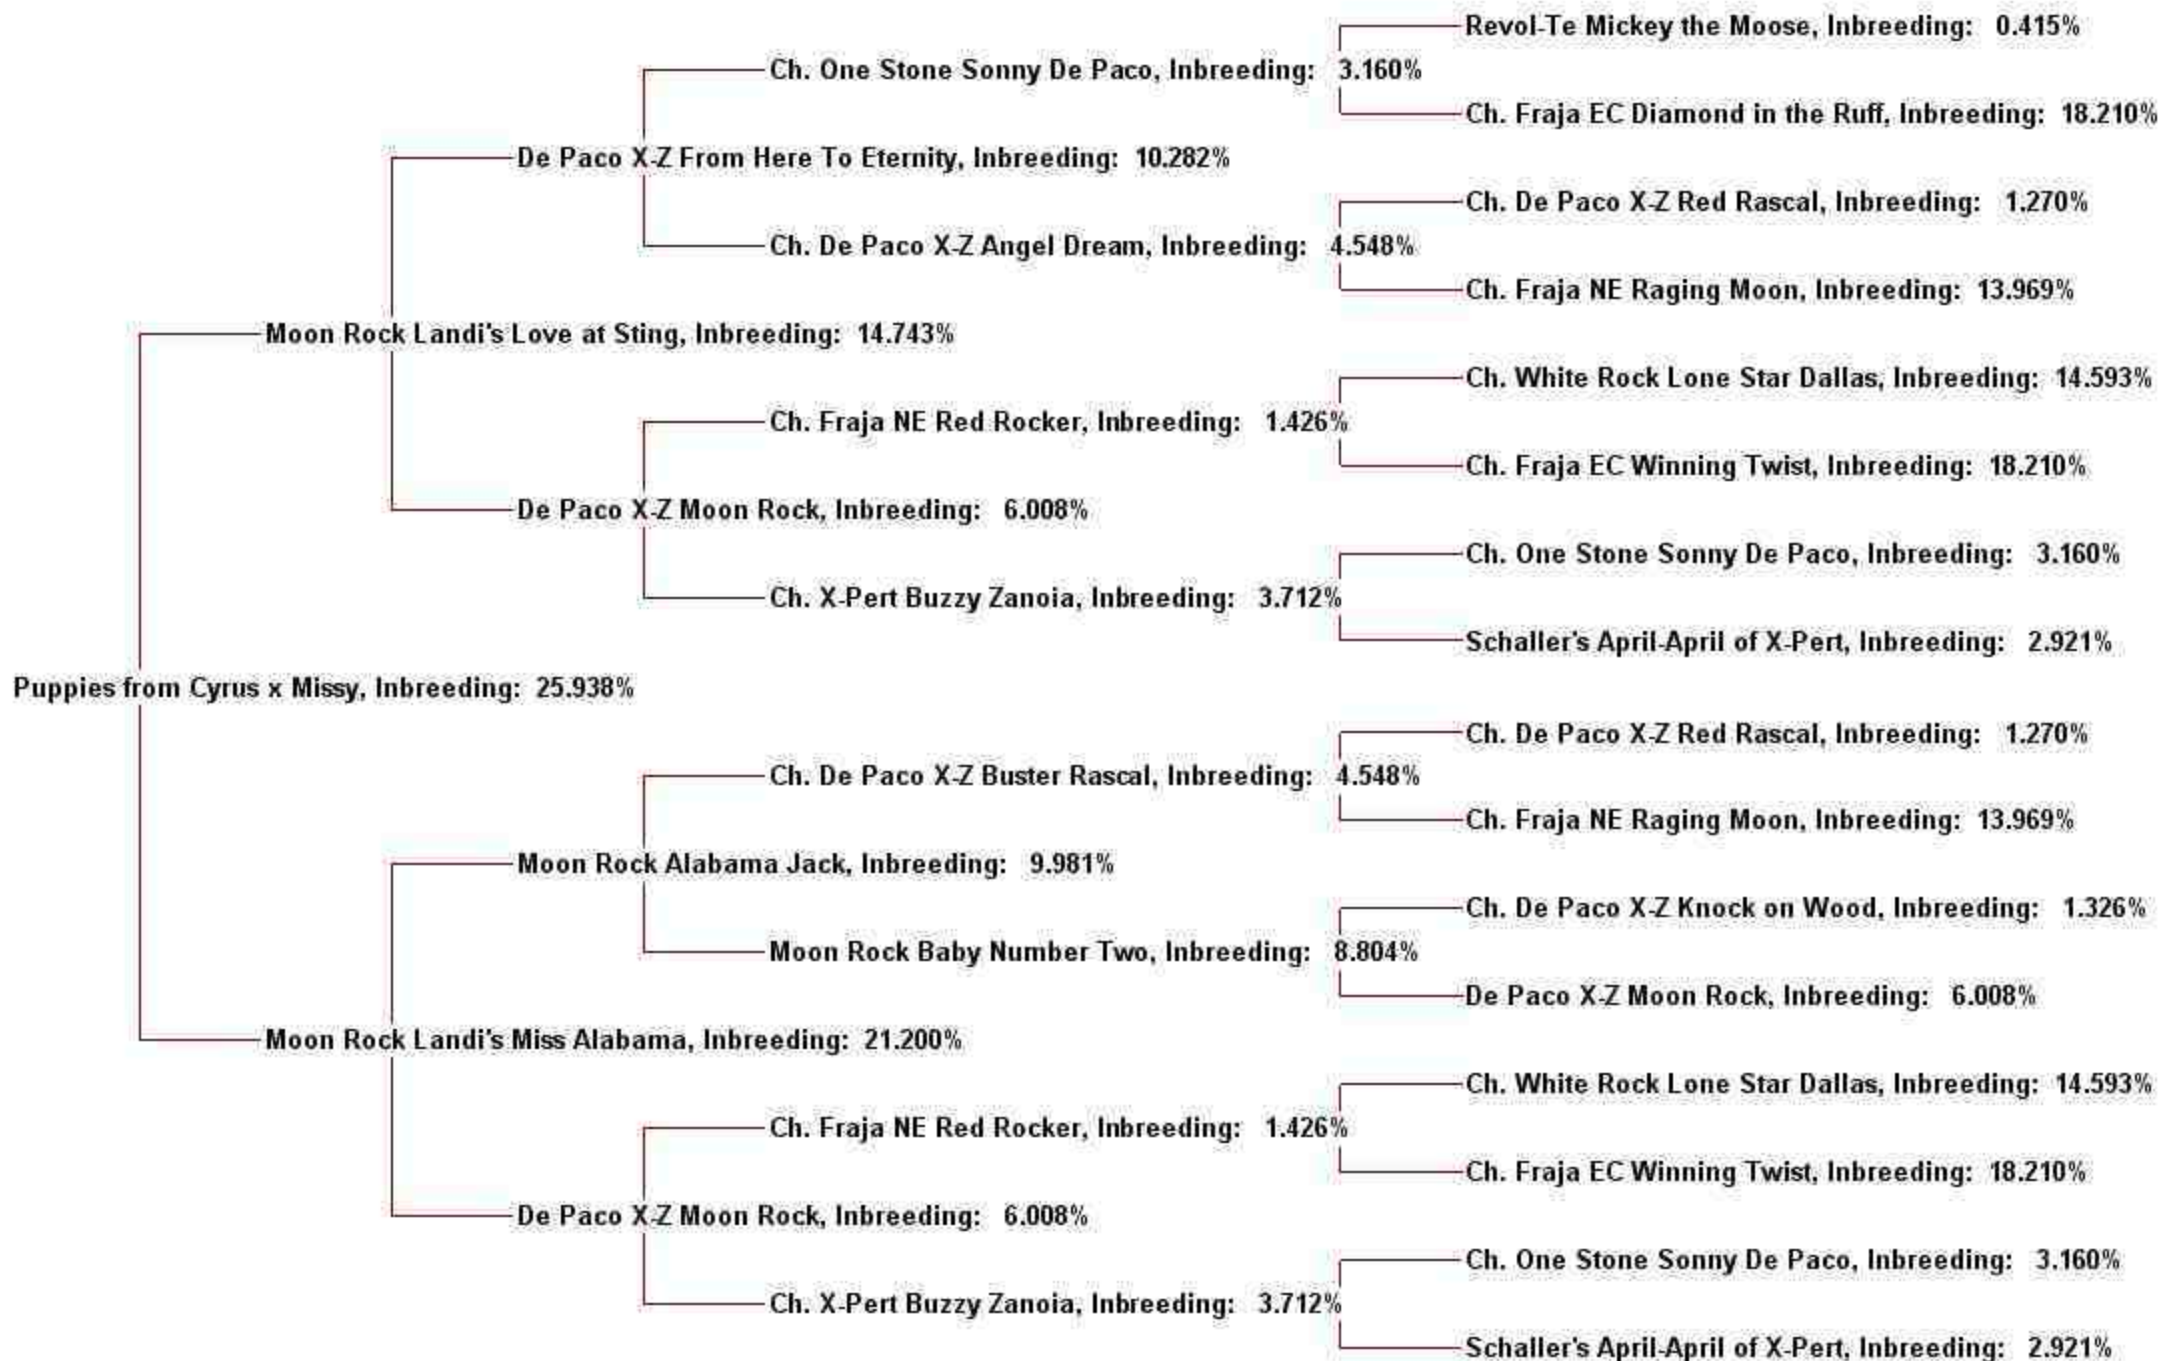 Revol-Te Mickey the Moose, Inbreeding: 0.415%
Ch. One Stone Sonny De Paco, Inbreeding: 3.160%
Ch. Fraja EC Diamond in the Ruff, Inbreeding: 18.210%
De Paco X-Z From Here To Eternity, Inbreeding: 10.282%
Ch. De Paco X-Z Red Rascal, Inbreeding: 1.270%
Ch. De Paco X-Z Angel Dream, Inbreeding: 4.548%
Ch. Fraja NE Raging Moon, Inbreeding: 13.969%
Moon Rock Landi's Love at Sting, Inbreeding: 14.743%
Ch. White Rock Lone Star Dallas, Inbreeding: 14.593%
Ch. Fraja NE Red Rocker, Inbreeding: 1.426%
Ch. Fraja EC Winning Twist, Inbreeding: 18.210%
De Paco X-Z Moon Rock, Inbreeding: 6.008%
Ch. One Stone Sonny De Paco, Inbreeding: 3.160%
Ch. X-Pert Buzzy Zanoia, Inbreeding: 3.712%
Schaller's April-April of X-Pert, Inbreeding: 2.921%
Puppies from Cyrus x Missy, Inbreeding: 25.938%
Ch. De Paco X-Z Red Rascal, Inbreeding: 1.270%
Ch. De Paco X-Z Buster Rascal, Inbreeding: 4.548%
Ch. Fraja NE Raging Moon, Inbreeding: 13.969%
Moon Rock Alabama Jack, Inbreeding: 9.981%
Ch. De Paco X-Z Knock on Wood, Inbreeding: 1.326%
Moon Rock Baby Number Two, Inbreeding: 8.804%
De Paco X-Z Moon Rock, Inbreeding: 6.008%
Moon Rock Landi's Miss Alabama, Inbreeding: 21.200%
Ch. White Rock Lone Star Dallas, Inbreeding: 14.593%
Ch. Fraja NE Red Rocker, Inbreeding: 1.426%
Ch. Fraja EC Winning Twist, Inbreeding: 18.210%
De Paco X-Z Moon Rock, Inbreeding: 6.008%
Ch. One Stone Sonny De Paco, Inbreeding: 3.160%
Ch. X-Pert Buzzy Zanoia, Inbreeding: 3.712%
Schaller's April-April of X-Pert, Inbreeding: 2.921%